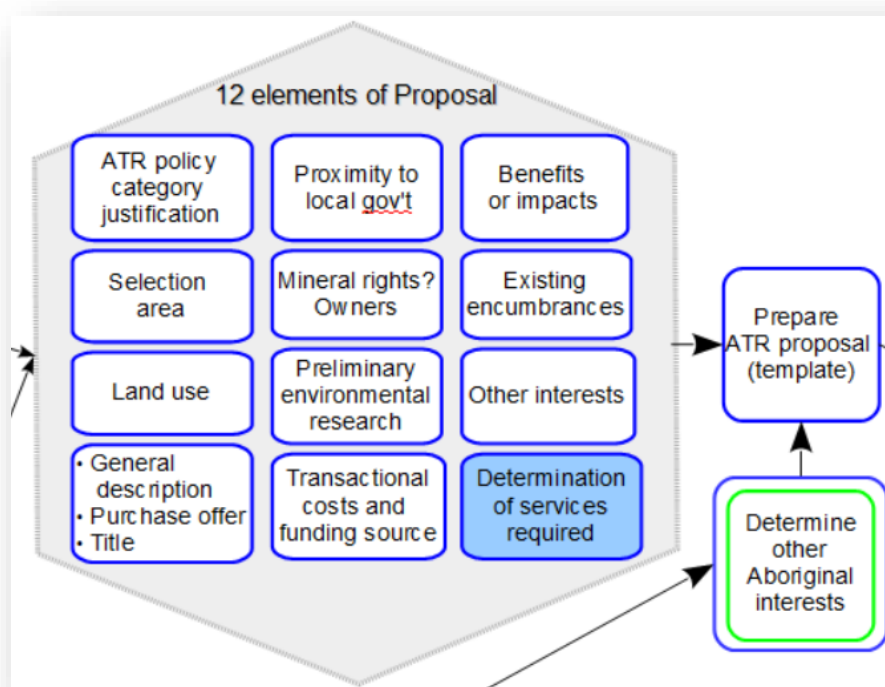 12 elements of Proposal
ATR policy
category
justification
Proximity to
local gov't
Benefits
or impacts
Selection
area
Mineral rights?
Owners
Existing
encumbrances
Land use
Preliminary
environmental
research
Other interests
• General
description
• Purchase offer
• Title
Transactional
costs and
funding source
Determination
of services
required
Prepare
ATR proposal
(template)
Determine
other
Aboriginal
interests